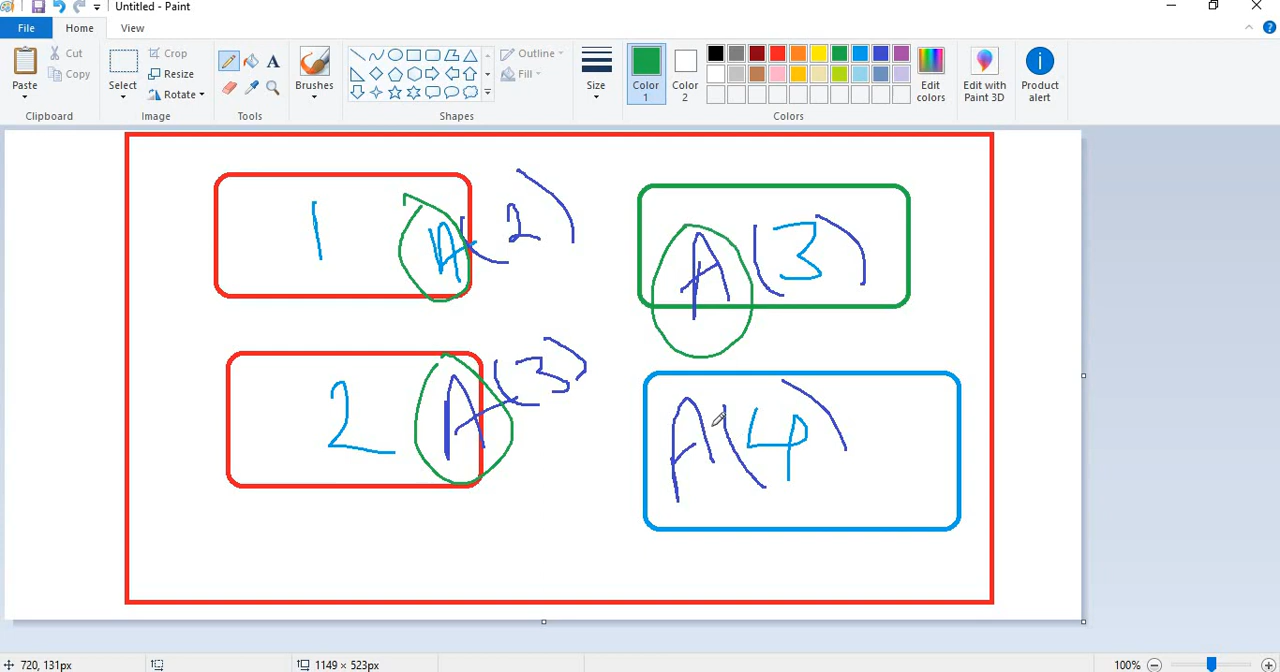 Untitled - Paint
File Home View
Paste Cut Copy Select Crop Resize Rotate A Brushes Outline Fill Size Color 1 Color 2 Edit colors Edit with Paint 3D Product alert
Clipboard Image Tools Shapes Colors
1 A(2)
A(3)
2 A(3)
A(4)
720, 131px 1149 × 523px 100%